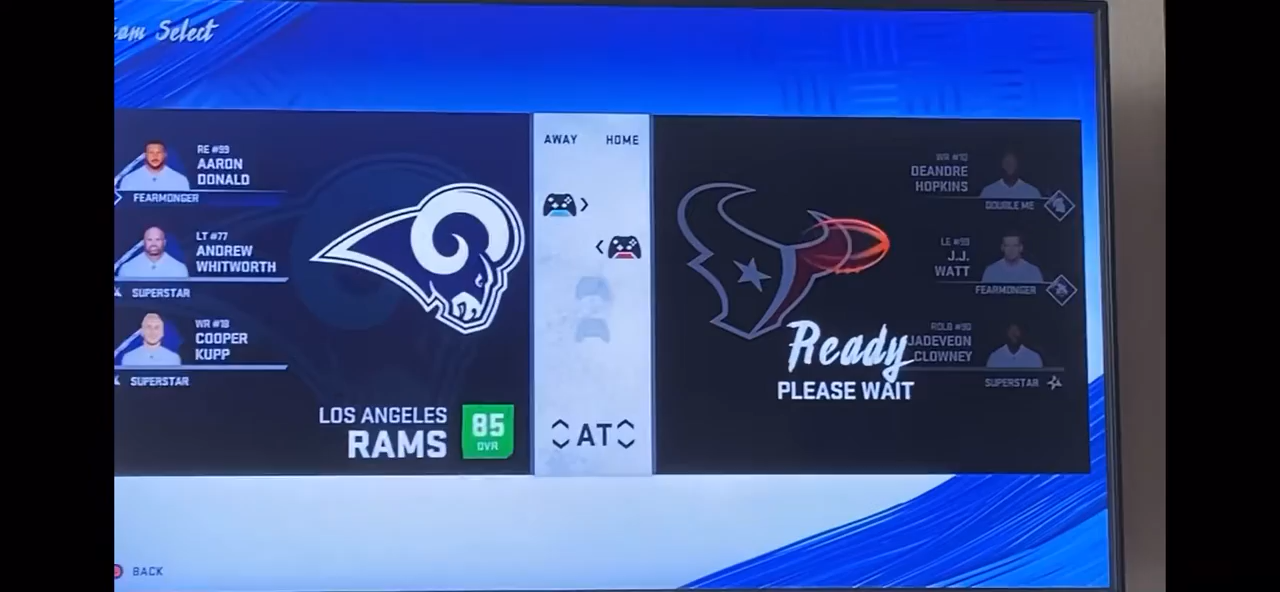 eam Select
RE #99
AARON
DONALD
FEARMONGER
LT #77
ANDREW
WHITWORTH
SUPERSTAR
WR #18
COOPER
KUPP
SUPERSTAR
LOS ANGELES
RAMS
85
OVR
AWAY HOME
AT
WR #10
DEANDRE
HOPKINS
DOUBLE ME
LE #99
J.J.
WATT
FEARMONGER
ROLB #90
JADEVEON
CLOWNEY
SUPERSTAR
Ready
PLEASE WAIT
BACK